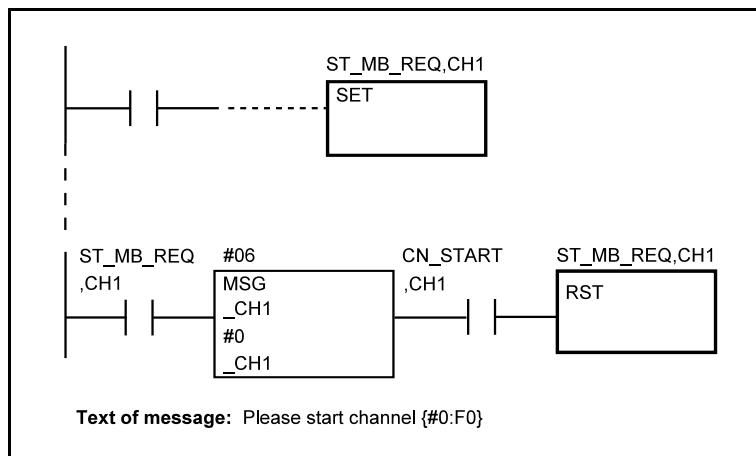 ST_MB_REQ,CH1
SET
ST_MB_REQ
,CH1
#06
MSG
_CH1
#0
_CH1
CN_START
,CH1
ST_MB_REQ,CH1
RST
Text of message: Please start channel {#0:F0}